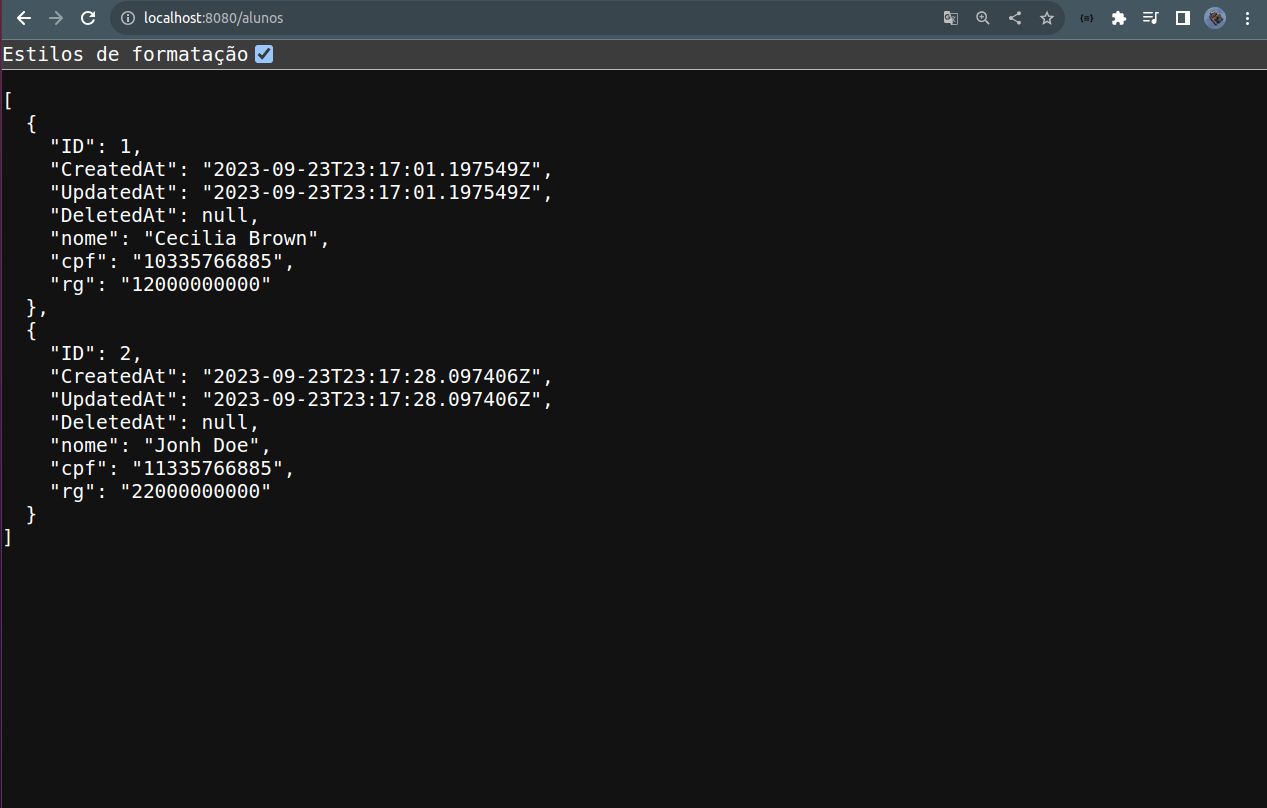 localhost:8080/alunos
Estilos de formatação
[
  {
    "ID": 1,
    "CreatedAt": "2023-09-23T23:17:01.197549Z",
    "UpdatedAt": "2023-09-23T23:17:01.197549Z",
    "DeletedAt": null,
    "nome": "Cecilia Brown",
    "cpf": "10335766885",
    "rg": "12000000000"
  },
  {
    "ID": 2,
    "CreatedAt": "2023-09-23T23:17:28.097406Z",
    "UpdatedAt": "2023-09-23T23:17:28.097406Z",
    "DeletedAt": null,
    "nome": "Jonh Doe",
    "cpf": "11335766885",
    "rg": "22000000000"
  }
]